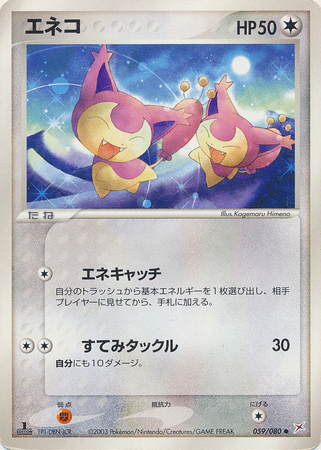 エネコ
HP50
たね
Illus.Kagemaru Himeno
エネキャッチ
自分のトラッシュから基本エネルギーを1枚選び出し、相手
プレイヤーに見せてから、手札に加える。
すてみタックル 30
自分にも10ダメージ。
弱点 抵抗力 にげる
1
EDITION
©2003 Pokémon/Nintendo/Creatures/GAME FREAK
059/080 ●